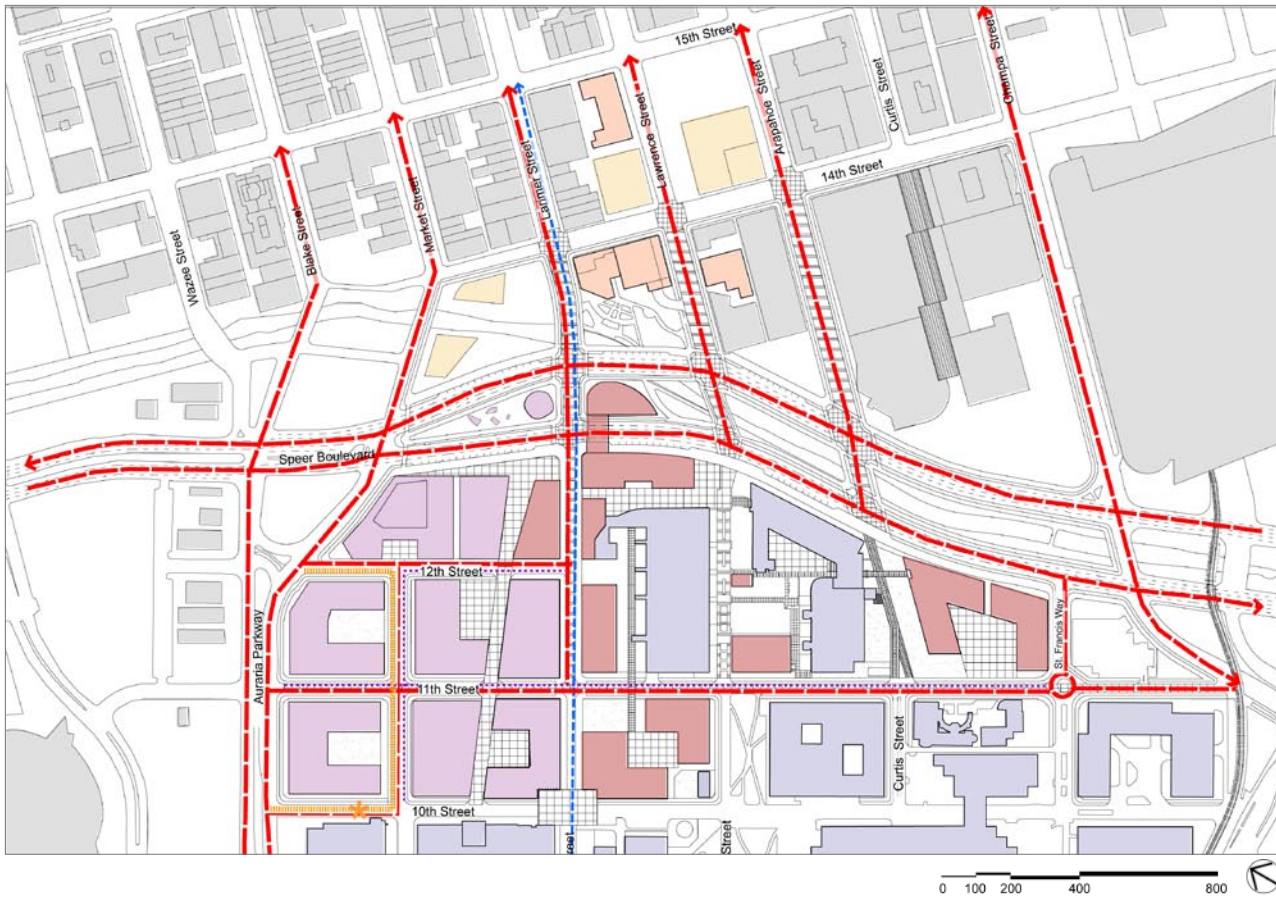 15th Street
Champa Street
Curtis Street
Arapahoe Street
Lawrence Street
14th Street
Larimer Street
Market Street
Blake Street
Wazee Street
Speer Boulevard
12th Street
St. Francis Way
Auraria Parkway
11th Street
Curtis Street
10th Street
Street
0 100 200 400 800